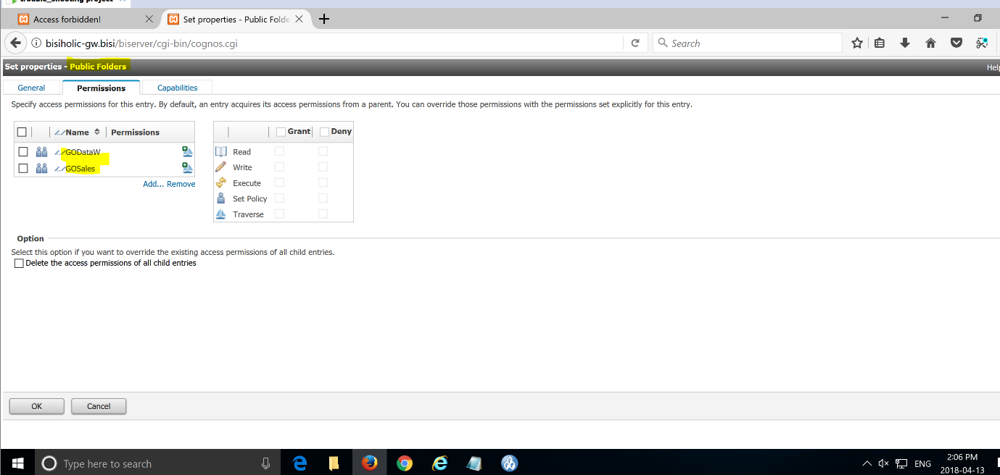 trouble_shooting project
Access forbidden!
Set properties - Public Folde
bisiholic-gw.bisi/biserver/cgi-bin/cognos.cgi
Search
Set properties - Public Folders
Help
General
Permissions
Capabilities
Specify access permissions for this entry. By default, an entry acquires its access permissions from a parent. You can override those permissions with the permissions set explicitly for this entry.
Name Permissions
Grant Deny
GODataW
Read
GOSales
Write
Add... Remove
Execute
Set Policy
Traverse
Option
Select this option if you want to override the existing access permissions of all child entries.
Delete the access permissions of all child entries
OK
Cancel
Type here to search
ENG
2:06 PM
2018-04-13